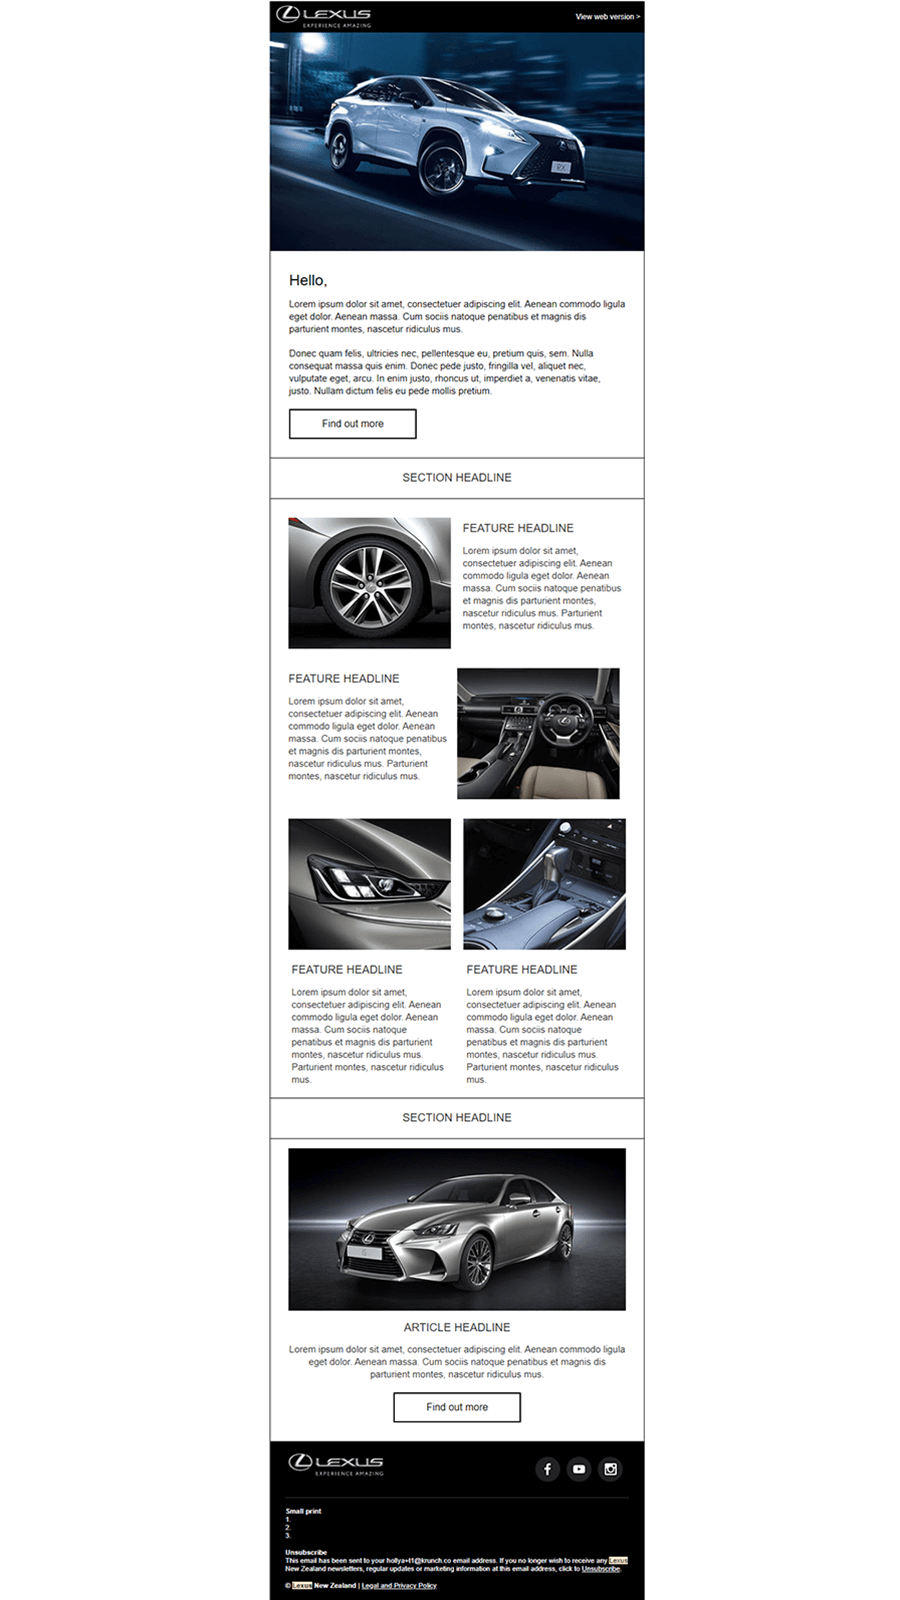 LEXUS
EXPERIENCE AMAZING
View web version >
RX
Hello,
Lorem ipsum dolor sit amet, consectetuer adipiscing elit. Aenean commodo ligula
eget dolor. Aenean massa. Cum sociis natoque penatibus et magnis dis
parturient montes, nascetur ridiculus mus.
Donec quam felis, ultricies nec, pellentesque eu, pretium quis, sem. Nulla
consequat massa quis enim. Donec pede justo, fringilla vel, aliquet nec,
vulputate eget, arcu. In enim justo, rhoncus ut, imperdiet a, venenatis vitae,
justo. Nullam dictum felis eu pede mollis pretium.
Find out more
SECTION HEADLINE
FEATURE HEADLINE
Lorem ipsum dolor sit amet,
consectetuer adipiscing elit. Aenean
commodo ligula eget dolor. Aenean
massa. Cum sociis natoque penatibus
et magnis dis parturient montes,
nascetur ridiculus mus. Parturient
montes, nascetur ridiculus mus.
FEATURE HEADLINE
Lorem ipsum dolor sit amet,
consectetuer adipiscing elit. Aenean
commodo ligula eget dolor. Aenean
massa. Cum sociis natoque penatibus
et magnis dis parturient montes,
nascetur ridiculus mus. Parturient
montes, nascetur ridiculus mus.
FEATURE HEADLINE
Lorem ipsum dolor sit amet,
consectetuer adipiscing elit. Aenean
commodo ligula eget dolor. Aenean
massa. Cum sociis natoque
penatibus et magnis dis parturient
montes, nascetur ridiculus mus.
Parturient montes, nascetur ridiculus
mus.
FEATURE HEADLINE
Lorem ipsum dolor sit amet,
consectetuer adipiscing elit. Aenean
commodo ligula eget dolor. Aenean
massa. Cum sociis natoque
penatibus et magnis dis parturient
montes, nascetur ridiculus mus.
Parturient montes, nascetur ridiculus
mus.
SECTION HEADLINE
IS
ARTICLE HEADLINE
Lorem ipsum dolor sit amet, consectetuer adipiscing elit. Aenean commodo ligula
eget dolor. Aenean massa. Cum sociis natoque penatibus et magnis dis
parturient montes, nascetur ridiculus mus.
Find out more
LEXUS
EXPERIENCE AMAZING
Small print
1.
2.
3.
Unsubscribe
This email has been sent to your hollya+t1@krunch.co email address. If you no longer wish to receive any Lexus
New Zealand newsletters, regular updates or marketing information at this email address, click to Unsubscribe.
© Lexus New Zealand | Legal and Privacy Policy